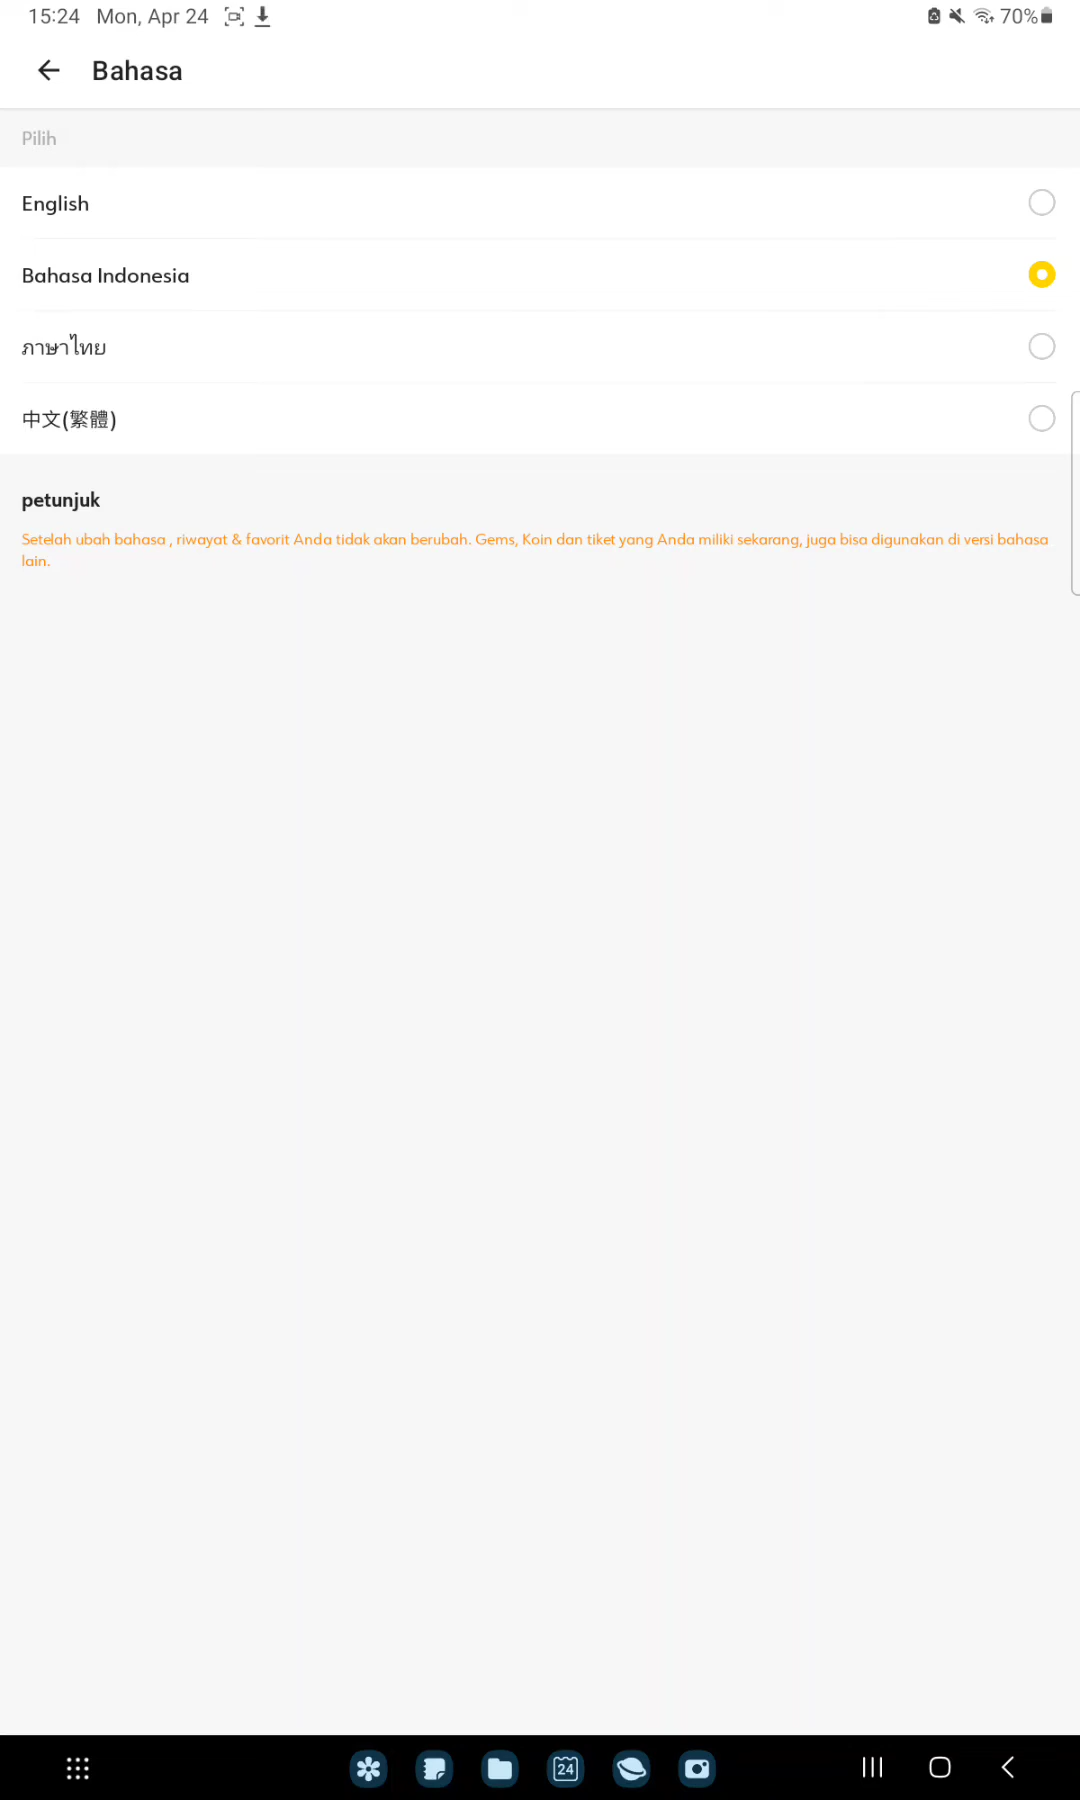 15:24 Mon, Apr 24 70%
Bahasa
Pilih
English
Bahasa Indonesia
ภาษาไทย
中文(繁體)
petunjuk
Setelah ubah bahasa , riwayat & favorit Anda tidak akan berubah. Gems, Koin dan tiket yang Anda miliki sekarang, juga bisa digunakan di versi bahasa
lain.
24